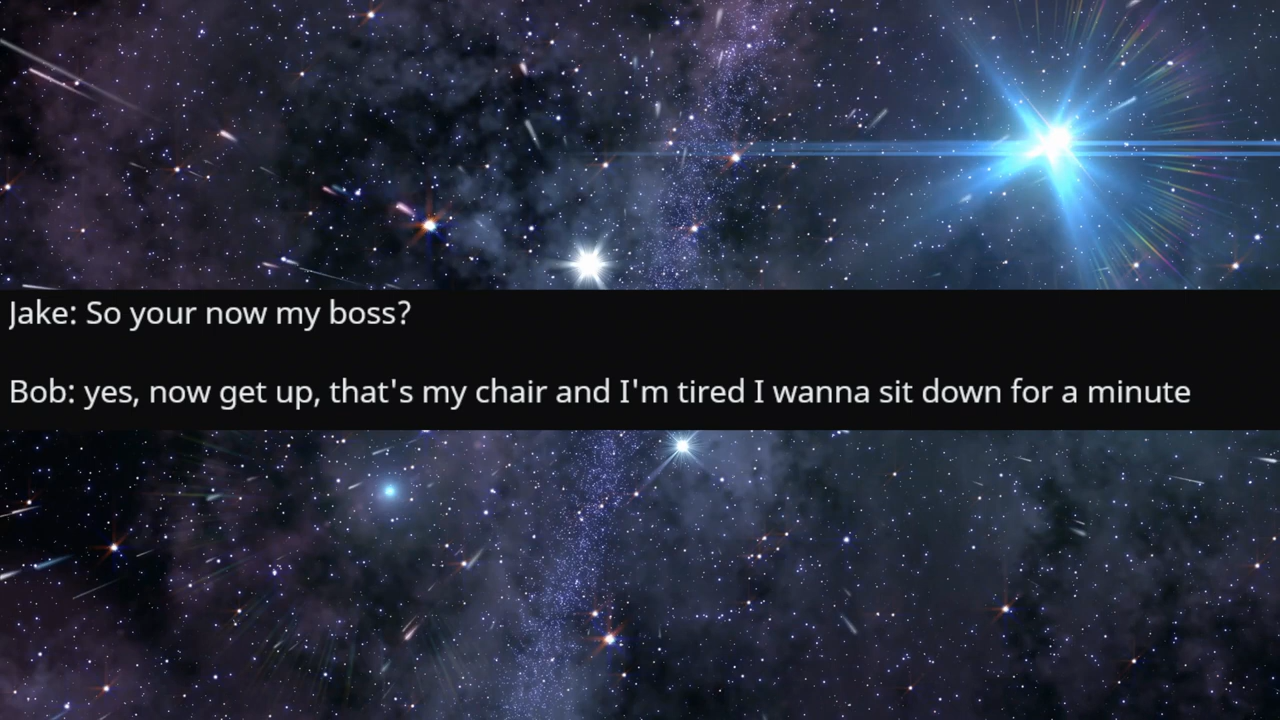 Jake: So your now my boss?
Bob: yes, now get up, that's my chair and I'm tired I wanna sit down for a minute